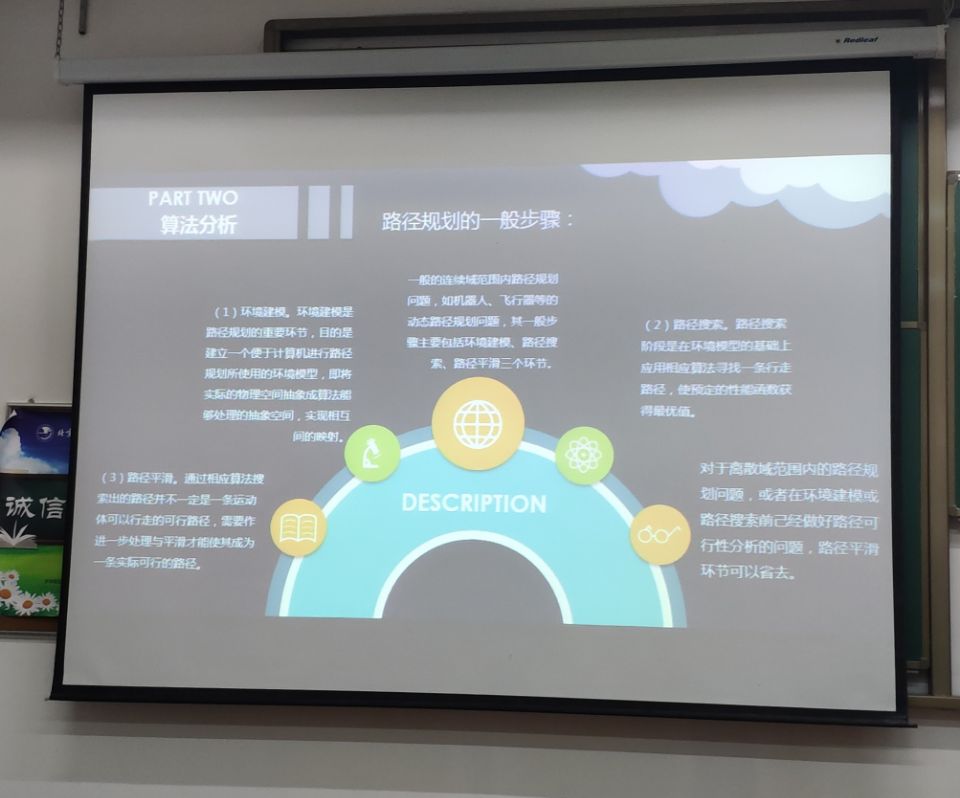 Redleaf
PART TWO
算法分析
路径规划的一般步骤：
一般的连续域范围内路径规划
问题，如机器人、飞行器等的
动态路径规划问题，其一般步
骤主要包括环境建模、路径搜
索、路径平滑三个环节。
（1）环境建模。环境建模是
路径规划的重要环节，目的是
建立一个便于计算机进行路径
规划所使用的环境模型，即将
实际的物理空间抽象成算法能
够处理的抽象空间，实现相互
间的映射。
（2）路径搜索。路径搜索
阶段是在环境模型的基础上
应用相应算法寻找一条行走
路径，使预定的性能函数获
得最优值。
（3）路径平滑。通过相应算法搜
索出的路径并不一定是一条运动
体可以行走的可行路径，需要作
进一步处理与平滑才能使其成为
一条实际可行的路径。
对于离散域范围内的路径规
划问题，或者在环境建模或
路径搜索前已经做好路径可
行性分析的问题，路径平滑
环节可以省去。
DESCRIPTION
诚信